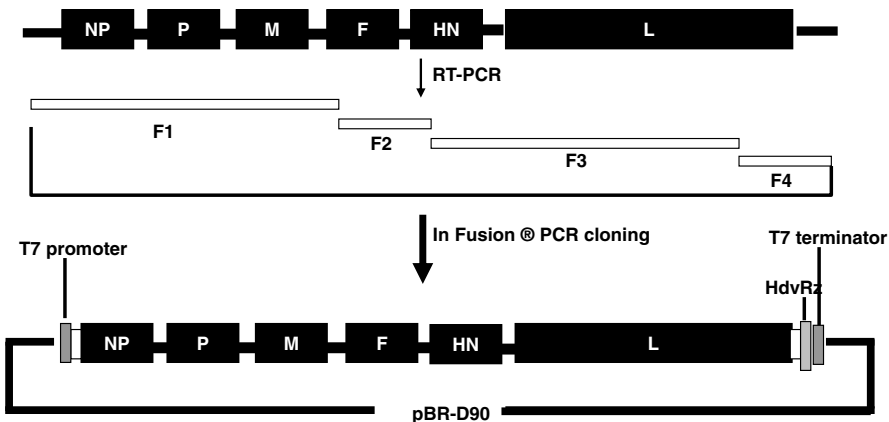 NP P M F HN L
RT-PCR
F1
F2
F3
F4
In Fusion ® PCR cloning
T7 promoter
T7 terminator
HdvRz
NP P M F HN L
pBR-D90